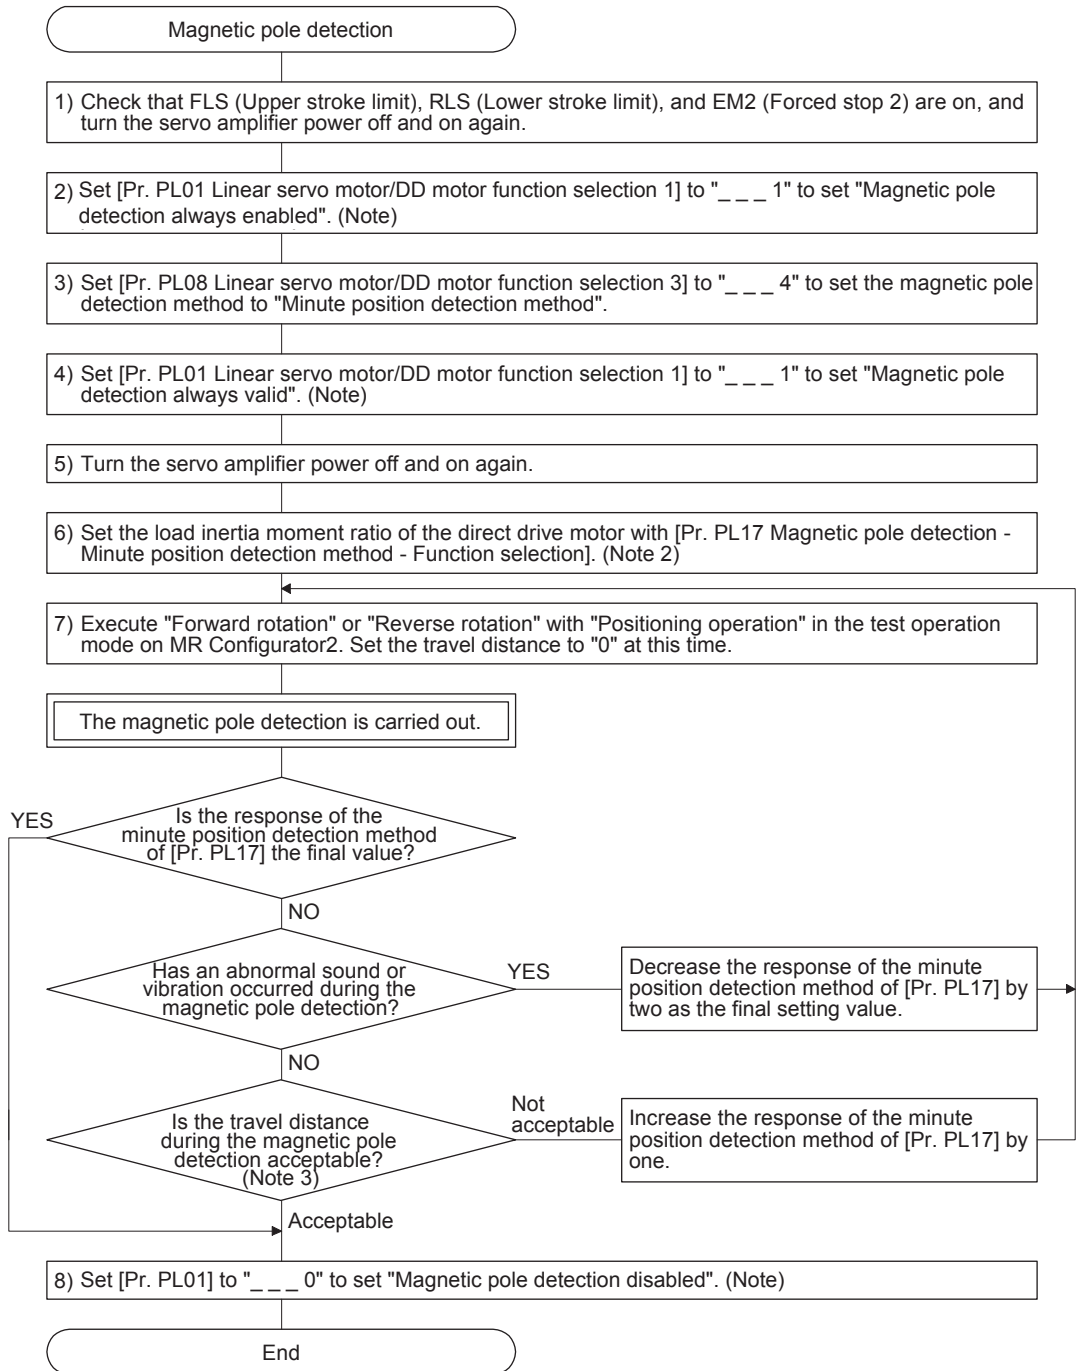 Magnetic pole detection
1) Check that FLS (Upper stroke limit), RLS (Lower stroke limit), and EM2 (Forced stop 2) are on, and
turn the servo amplifier power off and on again.
2) Set [Pr. PL01 Linear servo motor/DD motor function selection 1] to "_ _ _ 1" to set "Magnetic pole
detection always enabled". (Note)
3) Set [Pr. PL08 Linear servo motor/DD motor function selection 3] to "_ _ _ 4" to set the magnetic pole
detection method to "Minute position detection method".
4) Set [Pr. PL01 Linear servo motor/DD motor function selection 1] to "_ _ _ 1" to set "Magnetic pole
detection always valid". (Note)
5) Turn the servo amplifier power off and on again.
6) Set the load inertia moment ratio of the direct drive motor with [Pr. PL17 Magnetic pole detection -
Minute position detection method - Function selection]. (Note 2)
7) Execute "Forward rotation" or "Reverse rotation" with "Positioning operation" in the test operation
mode on MR Configurator2. Set the travel distance to "0" at this time.
The magnetic pole detection is carried out.
YES
Is the response of the
minute position detection method
of [Pr. PL17] the final value?
NO
Has an abnormal sound or
vibration occurred during the
magnetic pole detection?
YES
Decrease the response of the minute
position detection method of [Pr. PL17] by
two as the final setting value.
NO
Is the travel distance
during the magnetic pole
detection acceptable?
(Note 3)
Not
acceptable
Increase the response of the minute
position detection method of [Pr. PL17] by
one.
Acceptable
8) Set [Pr. PL01] to "_ _ _ 0" to set "Magnetic pole detection disabled". (Note)
End